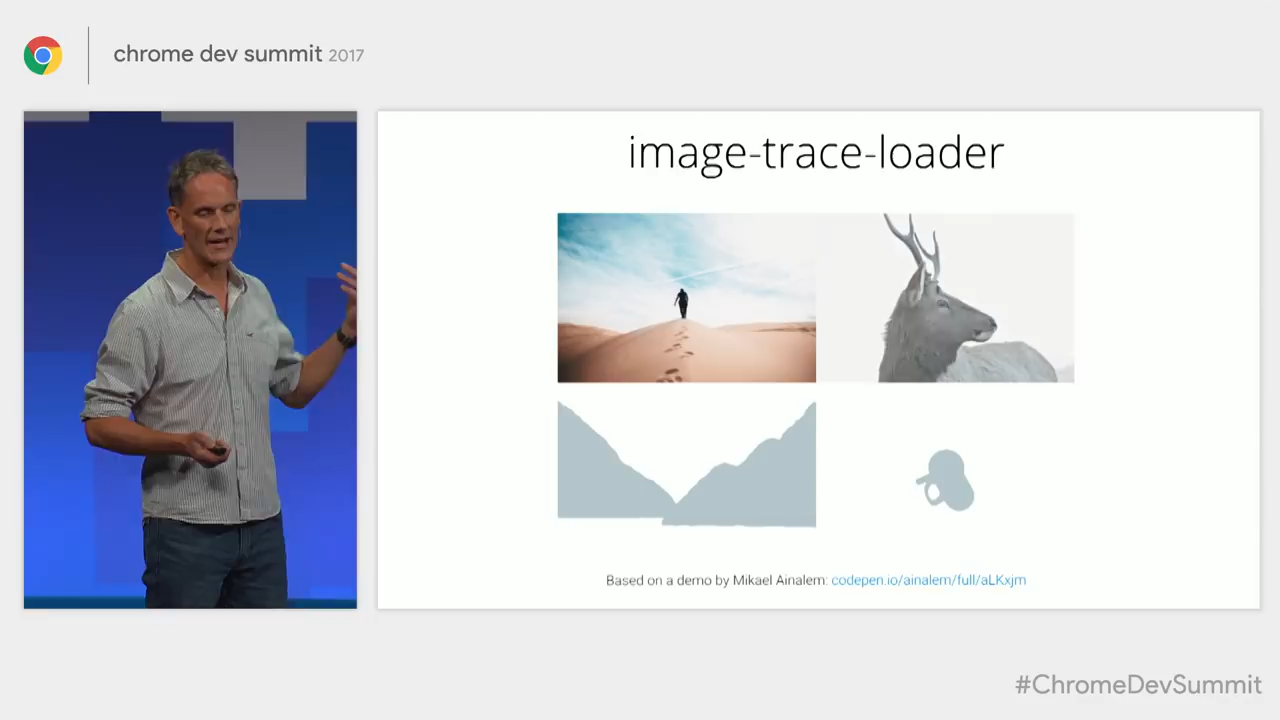 chrome dev summit 2017
image-trace-loader
Based on a demo by Mikael Ainalem: codepen.io/ainalem/full/aLKxjm
#ChromeDevSummit